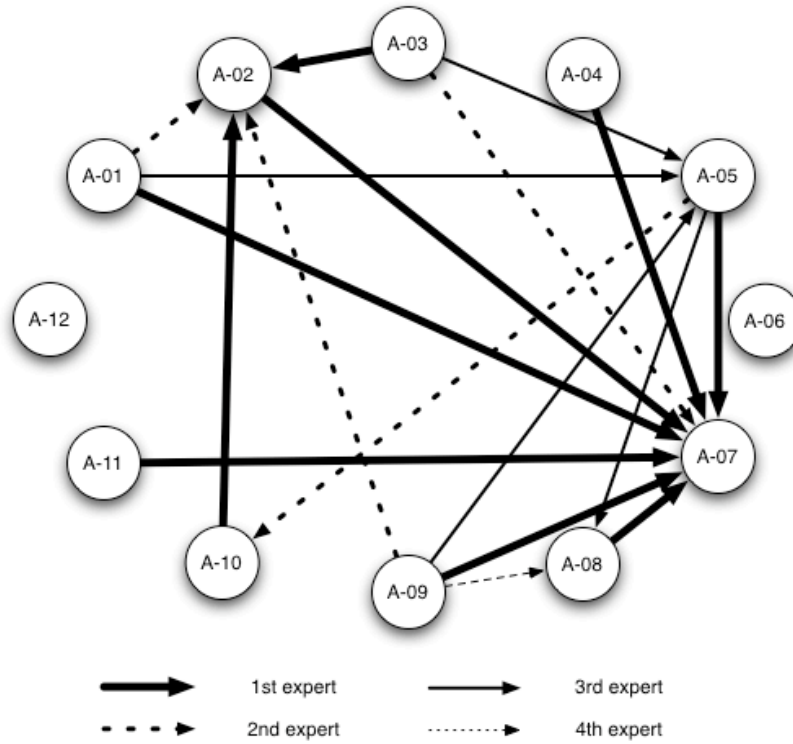 A-03
A-02
A-04
A-01
A-05
A-12
A-06
A-11
A-07
A-10
A-08
A-09
1st expert
3rd expert
2nd expert
4th expert